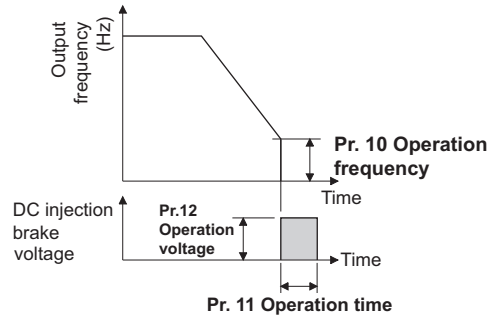 Output
frequency
(Hz)
Pr. 10 Operation
frequency
Time
DC injection
brake
voltage
Pr.12
Operation
voltage
Time
Pr. 11 Operation time